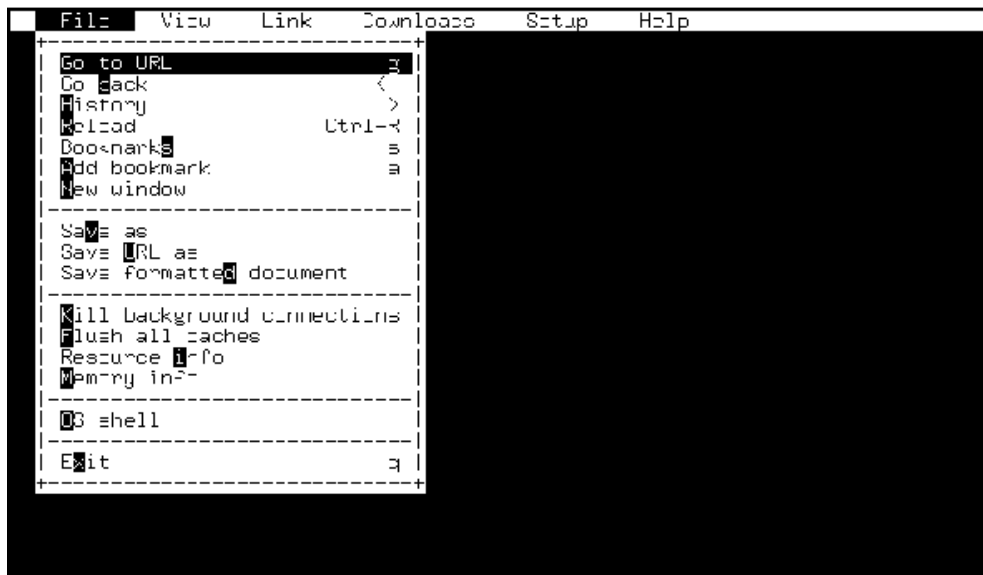 File View Link Downloads Setup Help
Go to URL g
Go back <
History >
Reload Ctrl-R
Bookmarks s
Add bookmark a
New window
Save as
Save URL as
Save formatted document
Kill background connections
Flush all caches
Resource info
Memory info
OS shell
Exit q